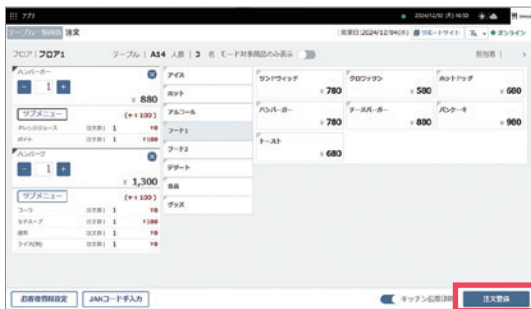 アプリ
2024/12/02 (月) 16:00
テーブル一覧画面 注文
営業日:2024/12/04(水) サポートサイト オンライン
フロア | フロア1 テーブル | A14 人数 | 3 名 モード対象商品のみ表示 担当者 |
ハンバーガー
1
¥ 880
サブメニュー (+¥100)
オレンジジュース 注文数 | 1 ¥0
ポテト 注文数 | 1 ¥100
ハンバーグ
1
¥ 1,300
サブメニュー (+¥100)
コーラ 注文数 | 1 ¥0
注文数 | 1 ¥100
注文数 | 1 ¥0
ライス(無) 注文数 | 1 ¥0
アイス
ホット
アルコール
フード1
フード2
デザート
食品
グッズ
サンドウィッチ
¥ 780
クロワッサン
¥ 580
ホットドッグ
¥ 600
ハンバーガー
¥ 780
チーズバーガー
¥ 880
パンケーキ
¥ 900
トースト
¥ 680
お客様情報設定 JANコード手入力 キッチン伝票印刷 注文登録